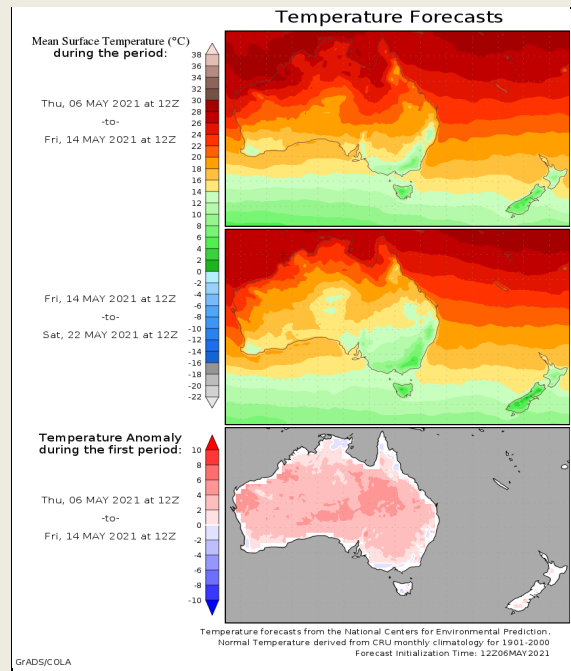 Temperature Forecasts
Mean Surface Temperature (°C)
during the period:
Thu, 06 MAY 2021 at 12Z
-to-
Fri, 14 MAY 2021 at 12Z
38
36
34
32
30
28
26
24
22
20
18
16
14
12
10
8
6
4
2
0
-2
-4
-6
-8
-10
-12
-14
-16
-18
-20
-22
Fri, 14 MAY 2021 at 12Z
-to-
Sat, 22 MAY 2021 at 12Z
Temperature Anomaly
during the first period:
Thu, 06 MAY 2021 at 12Z
-to-
Fri, 14 MAY 2021 at 12Z
10
8
6
4
2
0
-2
-4
-6
-8
-10
Temperature forecasts from the National Centers for Environmental Prediction.
Normal Temperature derived from CRU monthly climatology for 1901-2000
Forecast Initialization Time: 12Z06MAY2021
GrADS/COLA